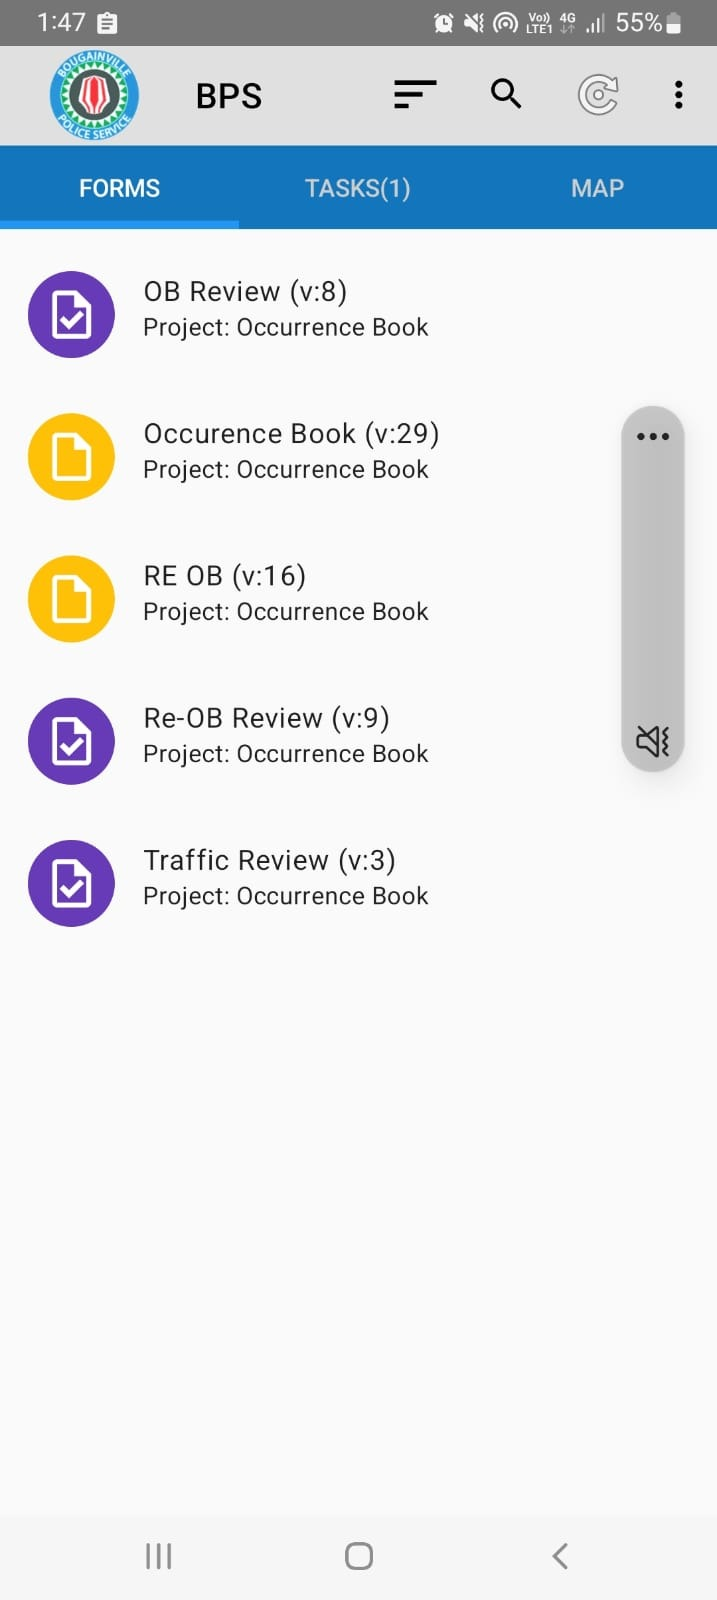 1:47
Vo)) 4G
LTE1
55%
BOUGAINVILLE
POLICE SERVICE
BPS
FORMS
TASKS(1)
MAP
OB Review (v:8)
Project: Occurrence Book
Occurence Book (v:29)
Project: Occurrence Book
RE OB (v:16)
Project: Occurrence Book
Re-OB Review (v:9)
Project: Occurrence Book
Traffic Review (v:3)
Project: Occurrence Book